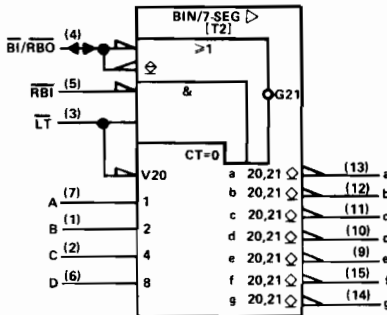 BIN/7-SEG ▷
[T2]
BI/RBO (4)
≥1
RBI (5)
&
G21
LT (3)
CT=0
V20
a 20,21 (13) a
A (7) 1
b 20,21 (12) b
B (1) 2
c 20,21 (11) c
C (2) 4
d 20,21 (10)
e 20,21 (9) e
D (6) 8
f 20,21 (15)
g 20,21 (14) g